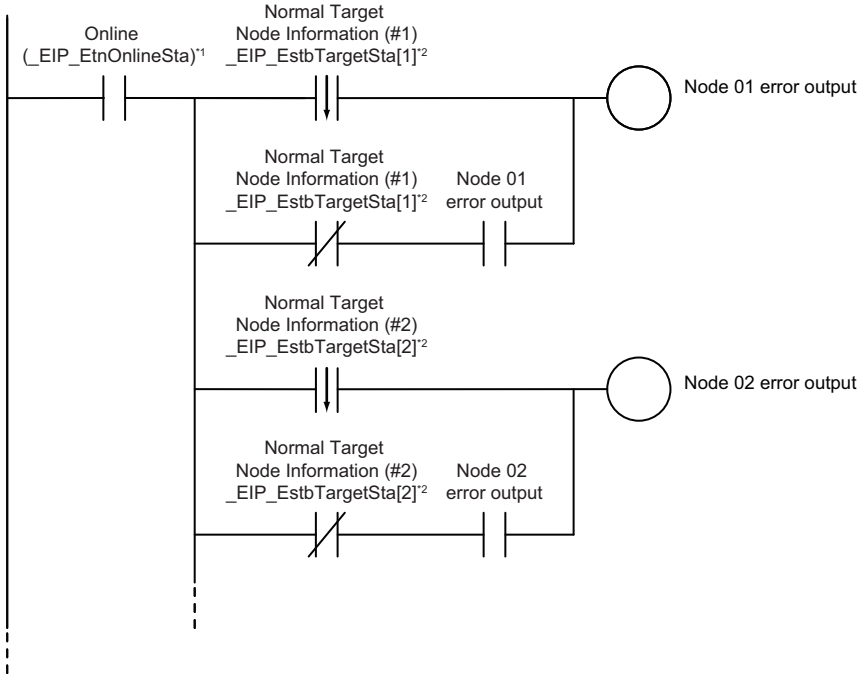 Online
(_EIP_EtnOnlineSta)*1
Normal Target
Node Information (#1)
_EIP_EstbTargetSta[1]*2
Node 01 error output
Normal Target
Node Information (#1)
_EIP_EstbTargetSta[1]*2
Node 01
error output
Normal Target
Node Information (#2)
_EIP_EstbTargetSta[2]*2
Node 02 error output
Normal Target
Node Information (#2)
_EIP_EstbTargetSta[2]*2
Node 02
error output